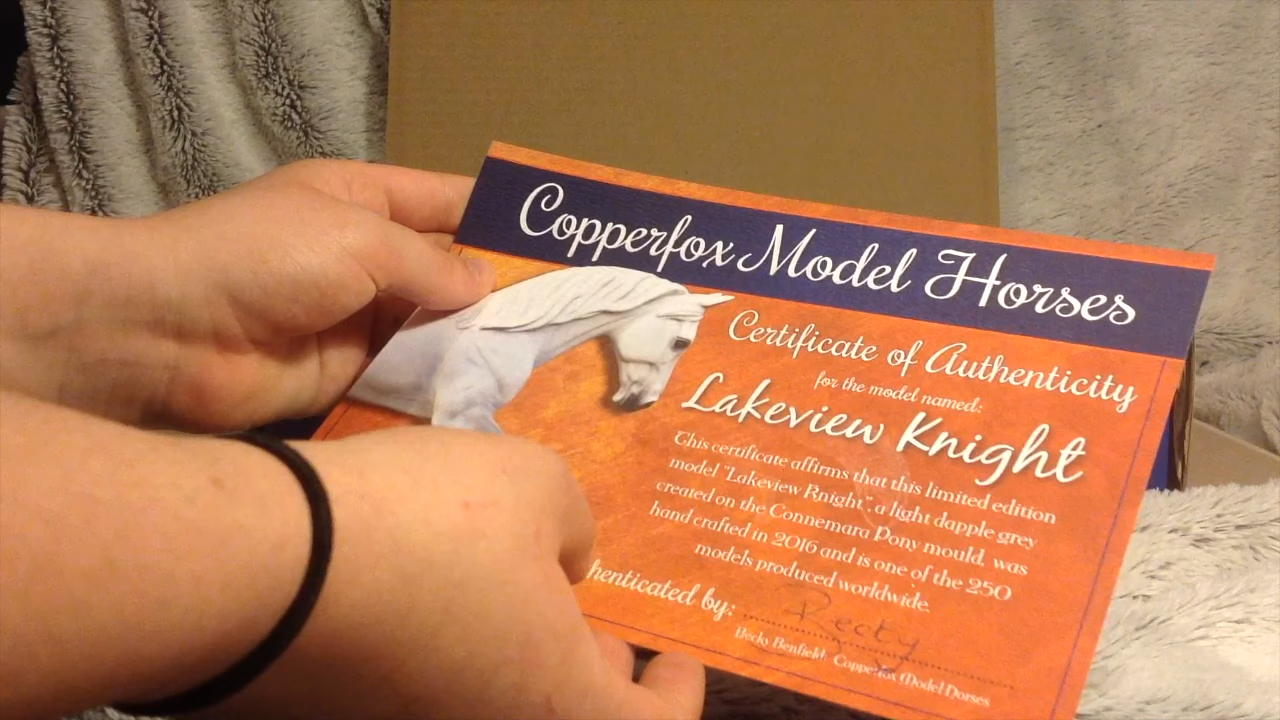 Copperfox Model Horses
Certificate of Authenticity
for the model named:
Lakeview Knight
This certificate affirms that this limited edition
model "Lakeview Knight", a light dapple grey
created on the Connemara Pony mould, was
hand crafted in 2016 and is one of the 250
models produced worldwide.
henticated by:
Becky
Becky Benfield, Copperfox Model Horses